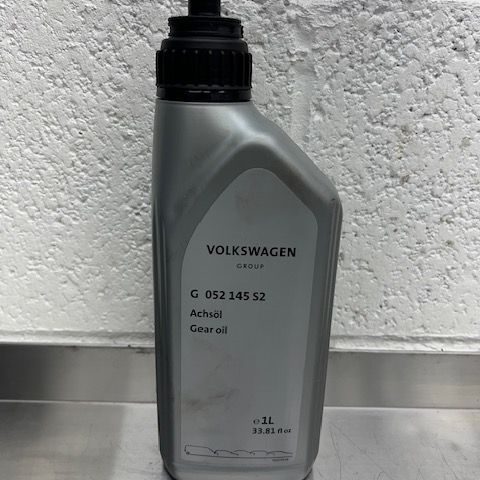 VOLKSWAGEN
GROUP
G 052 145 S2
Achsöl
Gear oil
e 1L
33.81 fl oz